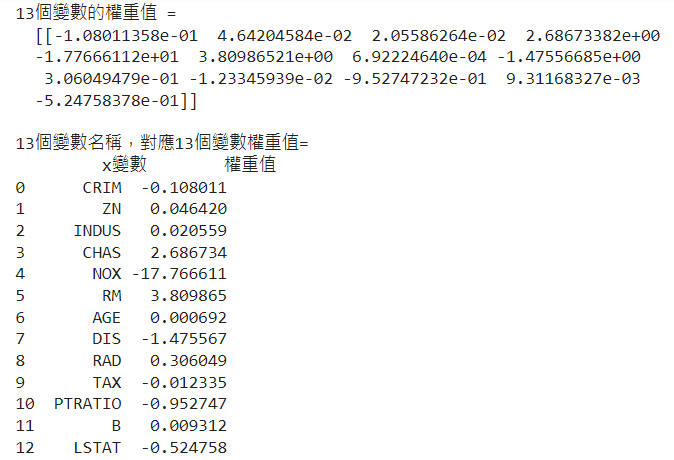 13個變數的權重值 =
[[-1.08011358e-01  4.64204584e-02  2.05586264e-02  2.68673382e+00
-1.77666112e+01  3.80986521e+00  6.92224640e-04 -1.47556685e+00
3.06049479e-01 -1.23345939e-02 -9.52747232e-01  9.31168327e-03
-5.24758378e-01]]
13個變數名稱，對應13個變數權重值=
x變數 權重值
0 CRIM -0.108011
1 ZN 0.046420
2 INDUS 0.020559
3 CHAS 2.686734
4 NOX -17.766611
5 RM 3.809865
6 AGE 0.000692
7 DIS -1.475567
8 RAD 0.306049
9 TAX -0.012335
10 PTRATIO -0.952747
11 B 0.009312
12 LSTAT -0.524758